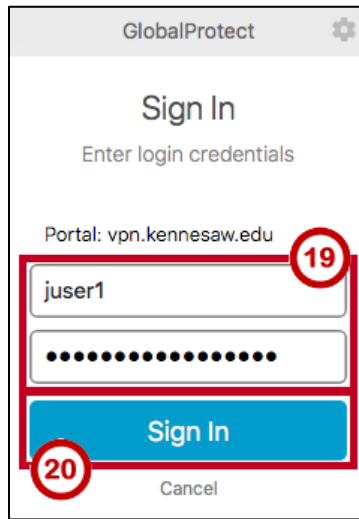 GlobalProtect
Sign In
Enter login credentials
Portal: vpn.kennesaw.edu
19
juser1
•••••••••••••••••
Sign In
20
Cancel